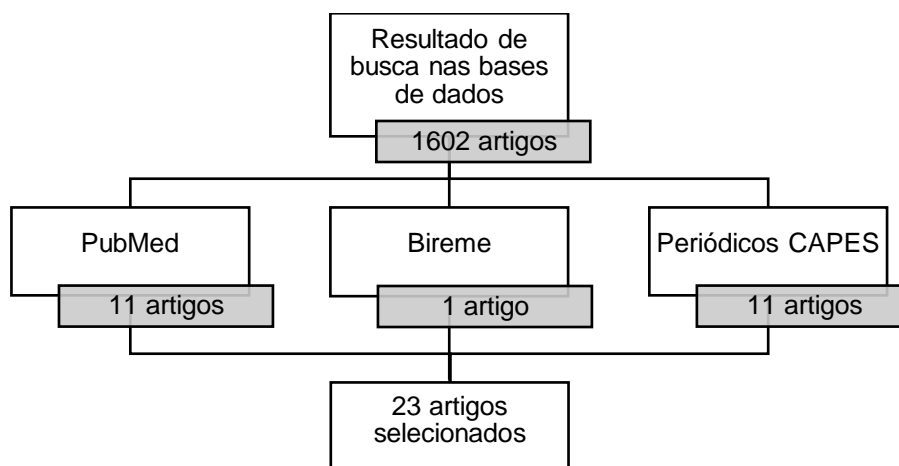 Resultado de
busca nas bases
de dados
1602 artigos
PubMed
Bireme
Periódicos CAPES
11 artigos
1 artigo
11 artigos
23 artigos
selecionados